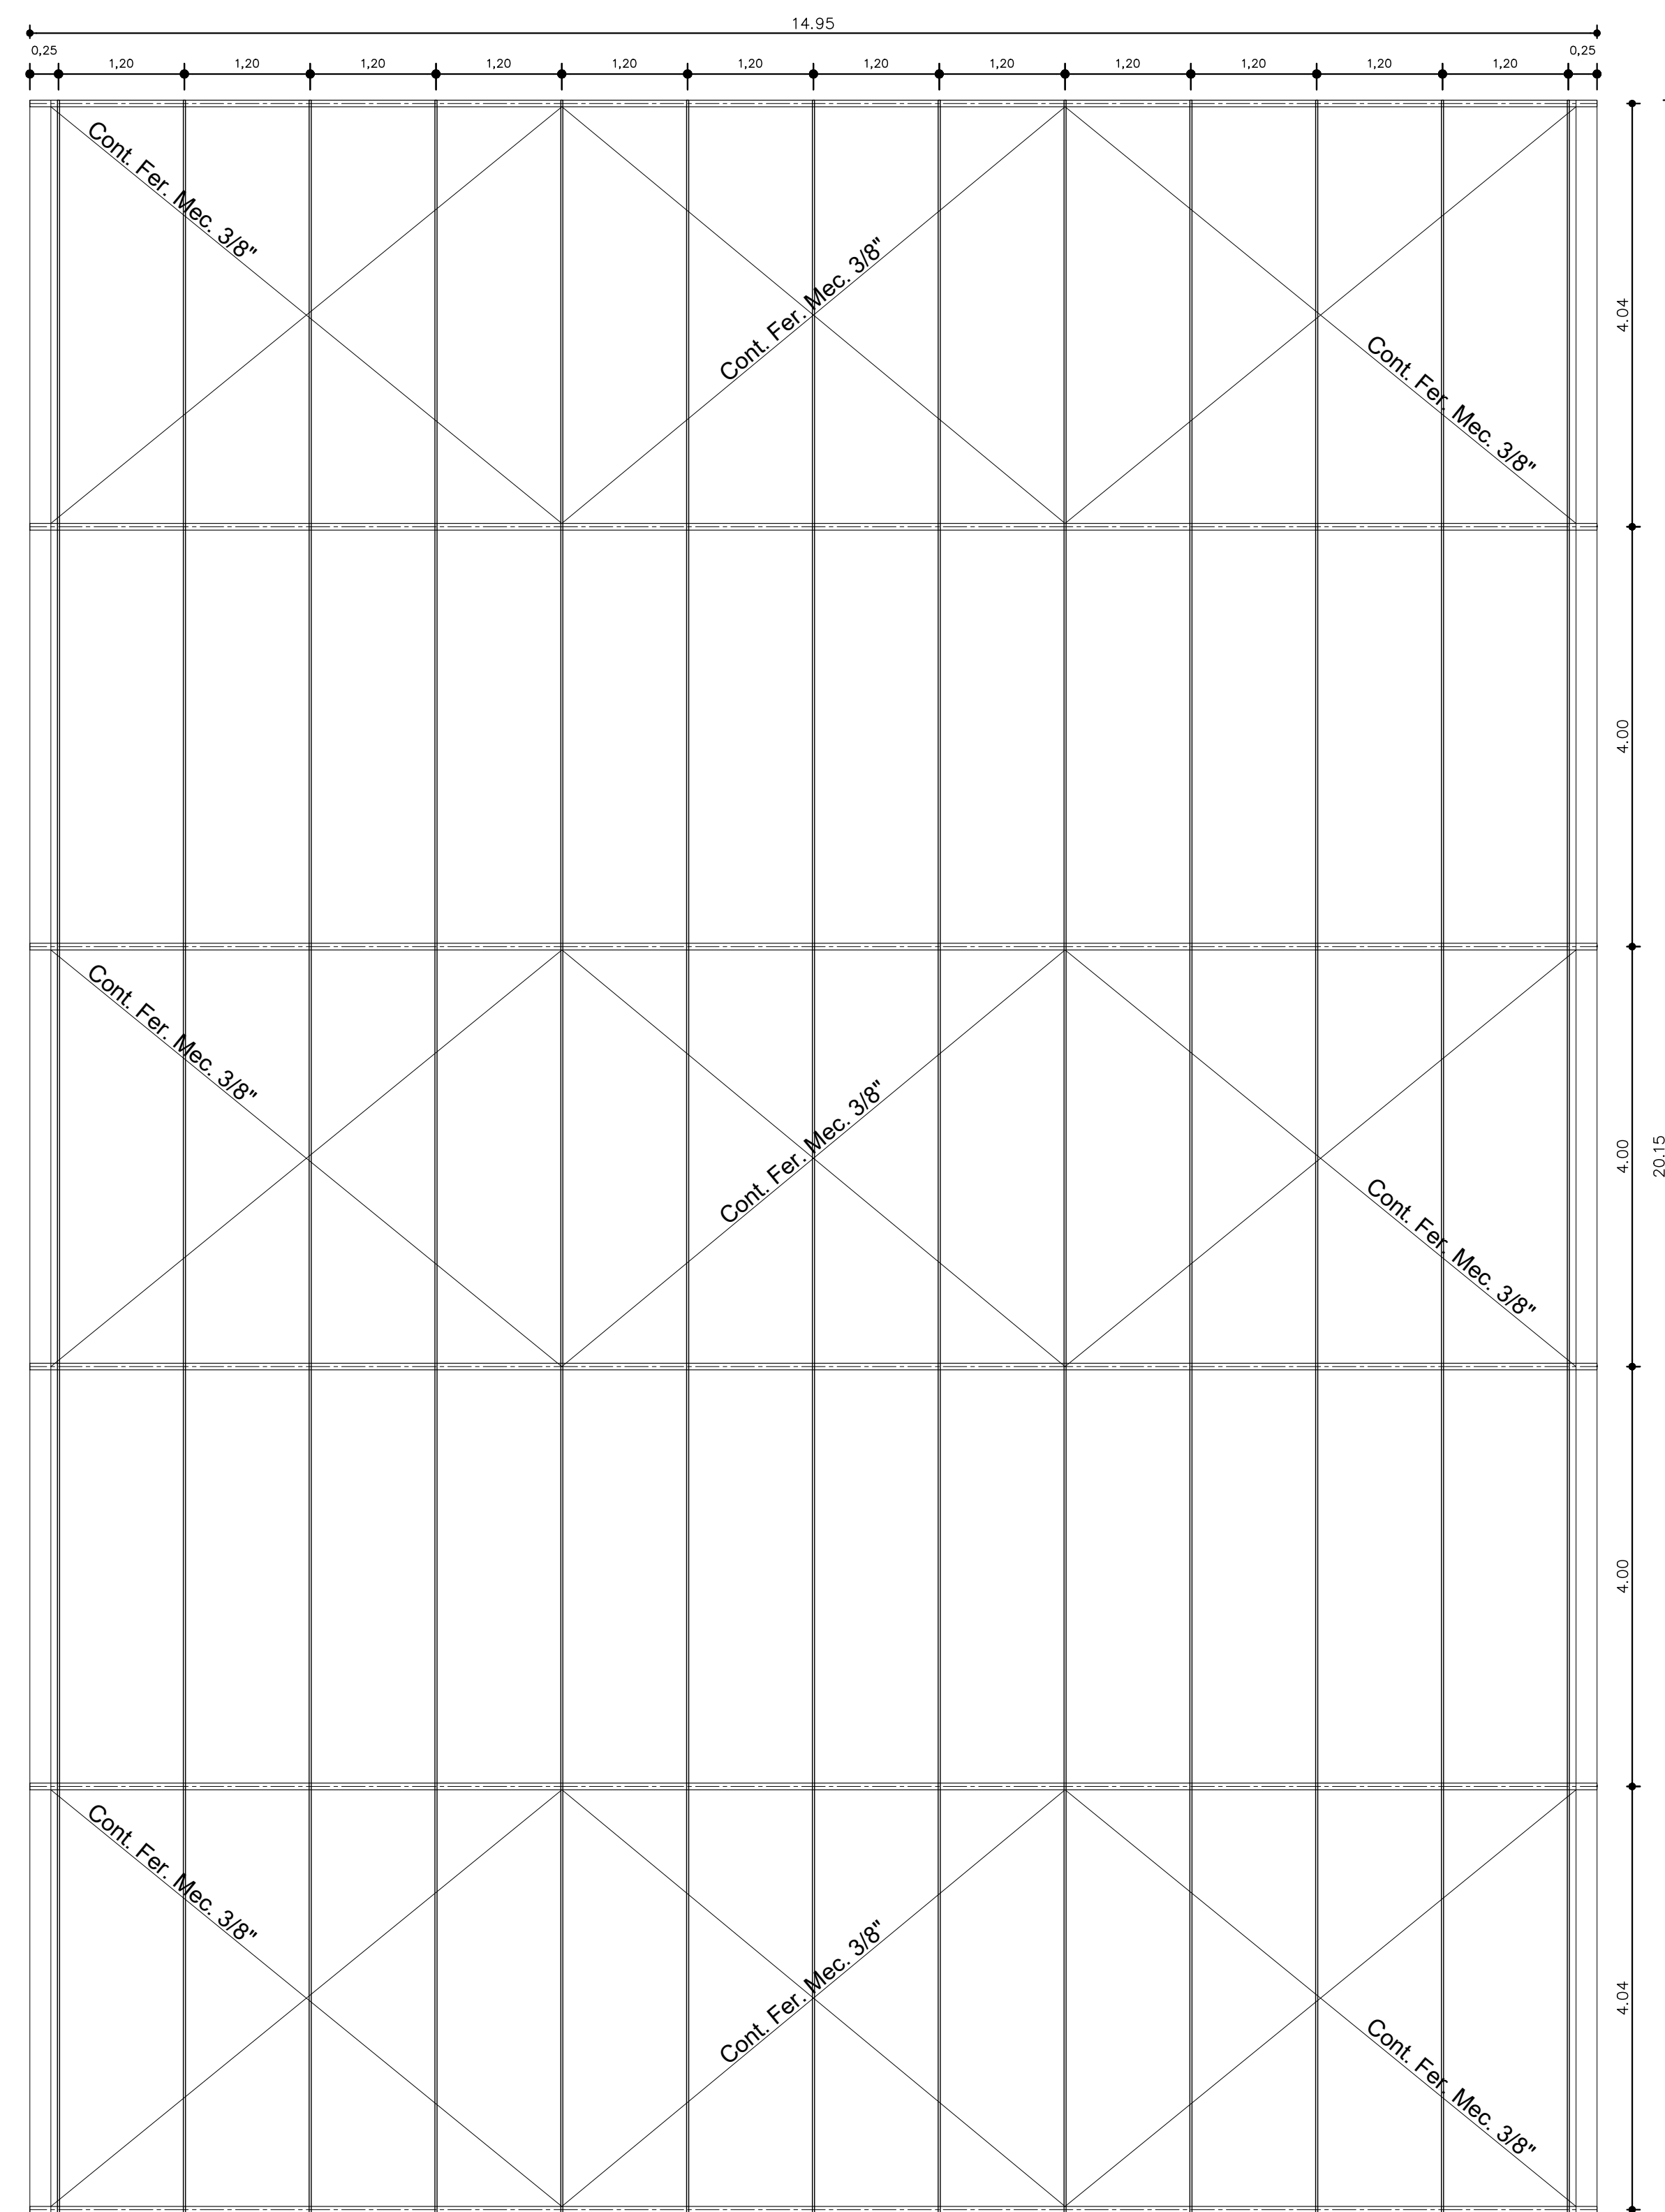 14.95
0,25
0,25
1,20
1,20
1,20
1,20
1,20
1,20
1,20
1,20
1,20
1,20
1,20
1,20
Cont. Fer. Mec. 3/8"
Cont. Fer. Mec. 3/8"
Cont. Fer. Mec. 3/8"
4.04
4.00
Cont. Fer. Mec. 3/8"
Cont. Fer. Mec. 3/8"
Cont. Fer. Mec. 3/8"
4.00
20.15
4.00
Cont. Fer. Mec. 3/8"
Cont. Fer. Mec. 3/8"
Cont. Fer. Mec. 3/8"
4.04